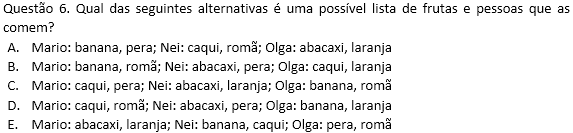 Questão 6. Qual das seguintes alternativas é uma possível lista de frutas e pessoas que as
comem?
A. Mario: banana, pera; Nei: caqui, romã; Olga: abacaxi, laranja
B. Mario: banana, romã; Nei: abacaxi, pera; Olga: caqui, laranja
C. Mario: caqui, pera; Nei: abacaxi, laranja; Olga: banana, romã
D. Mario: caqui, romã; Nei: abacaxi, pera; Olga: banana, laranja
E. Mario: abacaxi, laranja; Nei: banana, caqui; Olga: pera, romã